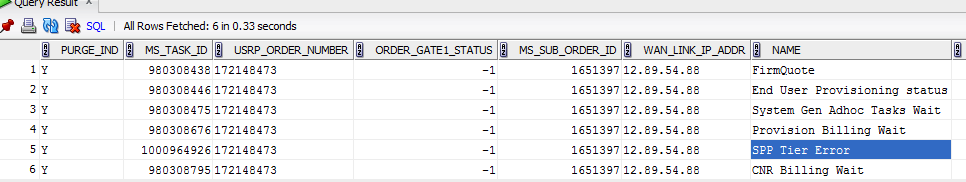 Query Result ×
SQL | All Rows Fetched: 6 in 0.33 seconds
PURGE_IND MS_TASK_ID USRP_ORDER_NUMBER ORDER_GATE1_STATUS MS_SUB_ORDER_ID WAN_LINK_IP_ADDR NAME
1 Y 980308438 172148473 -1 1651397 12.89.54.88 FirmQuote
2 Y 980308446 172148473 -1 1651397 12.89.54.88 End User Provisioning status
3 Y 980308475 172148473 -1 1651397 12.89.54.88 System Gen Adhoc Tasks Wait
4 Y 980308676 172148473 -1 1651397 12.89.54.88 Provision Billing Wait
5 Y 1000964926 172148473 -1 1651397 12.89.54.88 SPP Tier Error
6 Y 980308795 172148473 -1 1651397 12.89.54.88 CNR Billing Wait